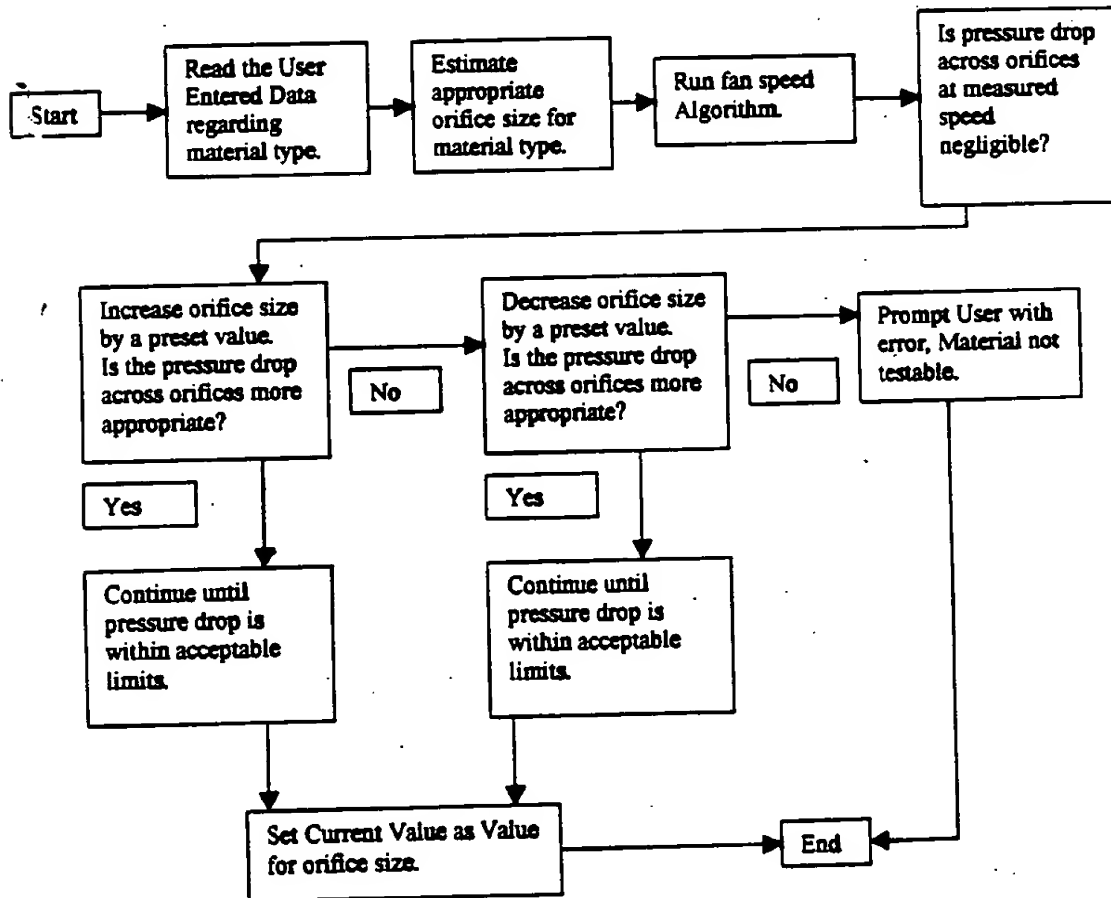 Start
Read the User
Entered Data
regarding
material type.
Estimate
appropriate
orifice size for
material type.
Run fan speed
Algorithm.
Is pressure drop
across orifices
at measured
speed
negligible?
Increase orifice size
by a preset value.
Is the pressure drop
across orifices more
appropriate?
No
Decrease orifice size
by a preset value.
Is the pressure drop
across orifices more
appropriate?
No
Prompt User with
error, Material not
testable.
Yes
Yes
Continue until
pressure drop is
within acceptable
limits.
Continue until
pressure drop is
within acceptable
limits.
Set Current Value as Value
for orifice size.
End